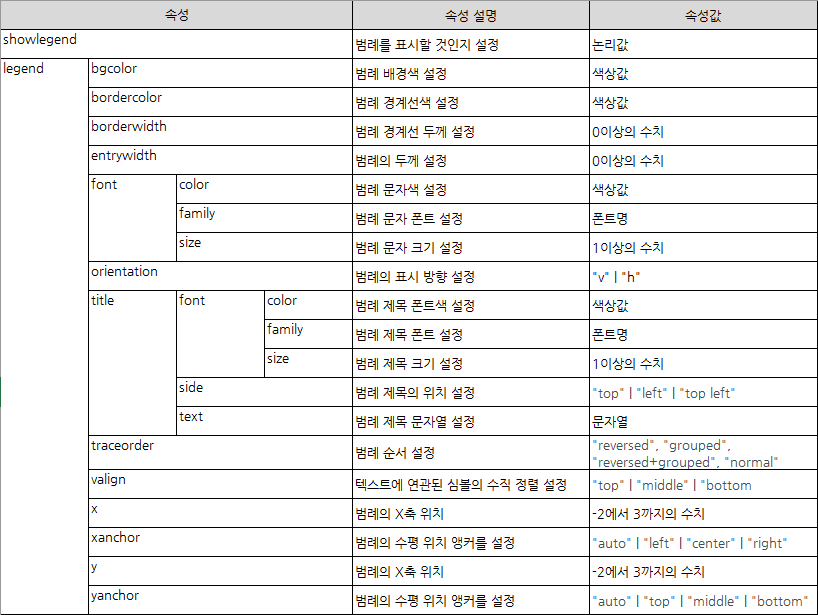 속성 속성 설명 속성값
showlegend 범례를 표시할 것인지 설정 논리값
legend bgcolor 범례 배경색 설정 색상값
bordercolor 범례 경계선색 설정 색상값
borderwidth 범례 경계선 두께 설정 0이상의 수치
entrywidth 범례의 두께 설정 0이상의 수치
font color 범례 문자색 설정 색상값
family 범례 문자 폰트 설정 폰트명
size 범례 문자 크기 설정 1이상의 수치
orientation 범례의 표시 방향 설정 "v" | "h"
title font color 범례 제목 폰트색 설정 색상값
family 범례 제목 폰트 설정 폰트명
size 범례 제목 크기 설정 1이상의 수치
side 범례 제목의 위치 설정 "top" | "left" | "top left"
text 범례 제목 문자열 설정 문자열
traceorder 범례 순서 설정 "reversed", "grouped",
"reversed+grouped", "normal"
valign 텍스트에 연관된 심볼의 수직 정렬 설정 "top" | "middle" | "bottom
x 범례의 X축 위치 -2에서 3까지의 수치
xanchor 범례의 수평 위치 앵커를 설정 "auto" | "left" | "center" | "right"
y 범례의 X축 위치 -2에서 3까지의 수치
yanchor 범례의 수평 위치 앵커를 설정 "auto" | "top" | "middle" | "bottom"